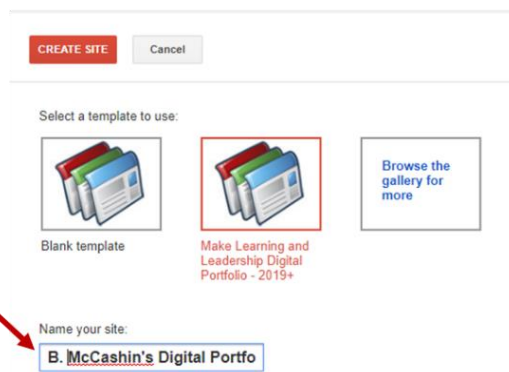 CREATE SITE Cancel
Select a template to use:
Blank template
Make Learning and
Leadership Digital
Portfolio - 2019+
Browse the
gallery for
more
Name your site:
B. McCashin's Digital Portfo